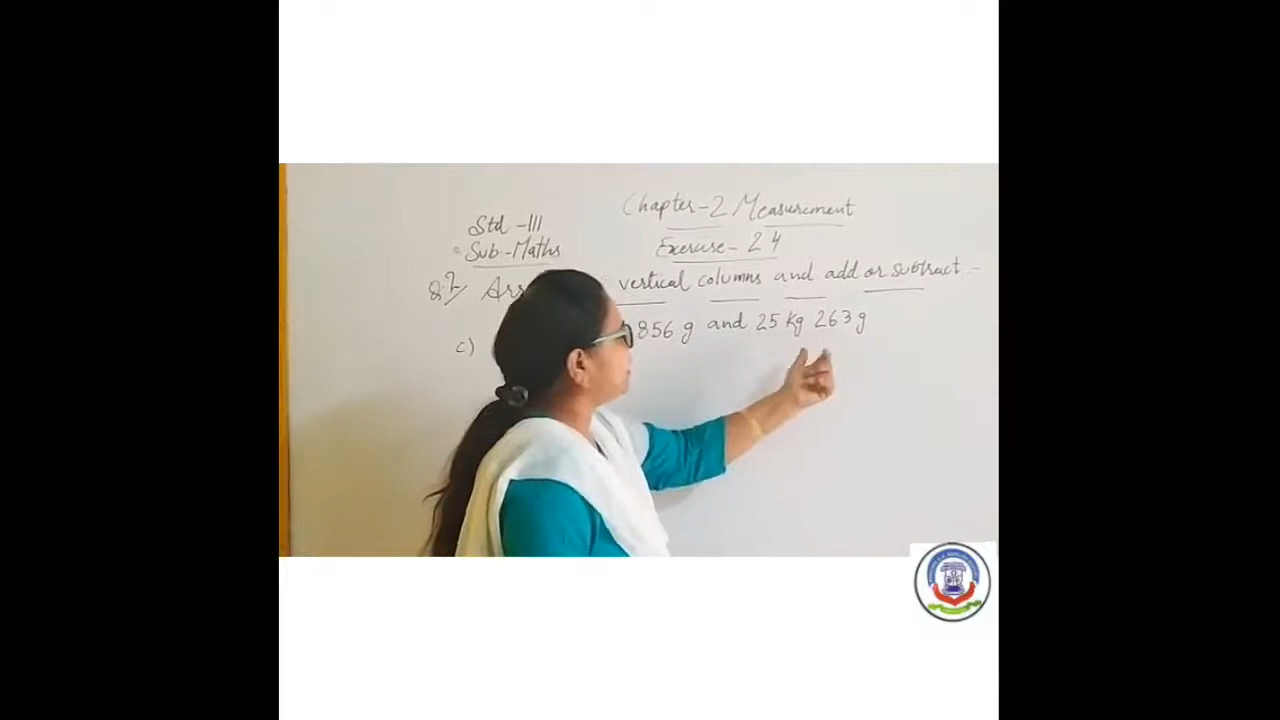 Std -III
Sub-Maths
Chapter-2 Measurement
Exercise- 2 4
Q2/ vertical columns and add or subtract -
c) 856 g and 25 kg 263 g